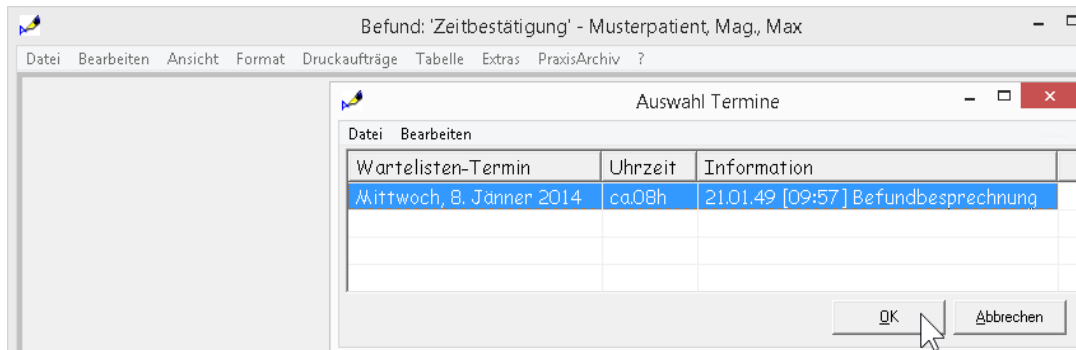 Befund: 'Zeitbestätigung' - Musterpatient, Mag., Max
Datei Bearbeiten Ansicht Format Druckaufträge Tabelle Extras PraxisArchiv ?
Auswahl Termine
Datei Bearbeiten
Wartelisten-Termin Uhrzeit Information
Mittwoch, 8. Jänner 2014 ca.08h 21.01.49 [09:57] Befundbesprechnung
OK Abbrechen